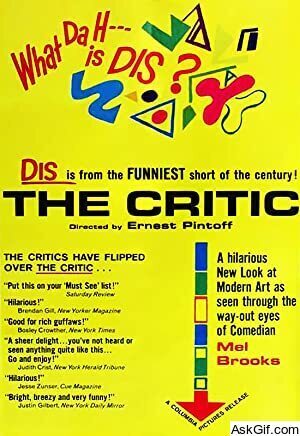 What Da H---
is DIS?
DIS is from the FUNNIEST short of the century!
THE CRITIC
Directed by Ernest Pintoff
THE CRITICS HAVE FLIPPED
OVER THE CRITIC . . .
"Put this on your 'Must See' list!"
Saturday Review
"Hilarious!"
Brendan Gill, New Yorker Magazine
"Good for rich guffaws!"
Bosley Crowther, New York Times
"A sheer delight...you've not heard or
seen anything quite like this...
Go and enjoy!"
Judith Crist, New York Herald Tribune
"Hilarious!"
Jesse Zunser, Cue Magazine
"Bright, breezy and very funny!"
Justin Gilbert, New York Daily Mirror
A hilarious
New Look at
Modern Art as
seen through the
way-out eyes
of Comedian
Mel
Brooks
A COLUMBIA PICTURES RELEASE
AskGif.com